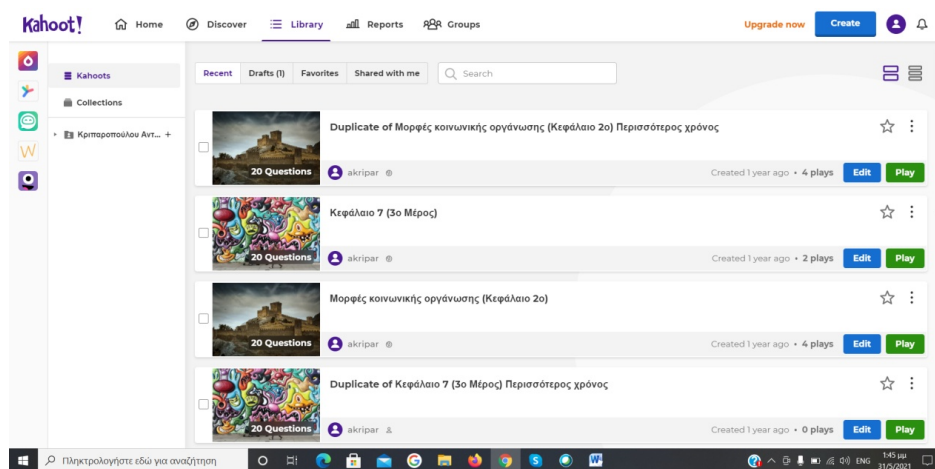 Kahoot!
Home
Discover
Library
Reports
Groups
Upgrade now
Create
Kahoots
Collections
Κριπαροπούλου Αντ... +
Recent
Drafts (1)
Favorites
Shared with me
Search
Duplicate of Μορφές κοινωνικής οργάνωσης (Κεφάλαιο 2ο) Περισσότερος χρόνος
20 Questions
akripar
Created 1 year ago • 4 plays
Edit
Play
Κεφάλαιο 7 (3ο Μέρος)
20 Questions
akripar
Created 1 year ago • 2 plays
Edit
Play
Μορφές κοινωνικής οργάνωσης (Κεφάλαιο 2ο)
20 Questions
akripar
Created 1 year ago • 4 plays
Edit
Play
Duplicate of Κεφάλαιο 7 (3ο Μέρος) Περισσότερος χρόνος
20 Questions
akripar
Created 1 year ago • 0 plays
Edit
Play
Πληκτρολογήστε εδώ για αναζήτηση
ENG
1:45 μμ
31/5/2021